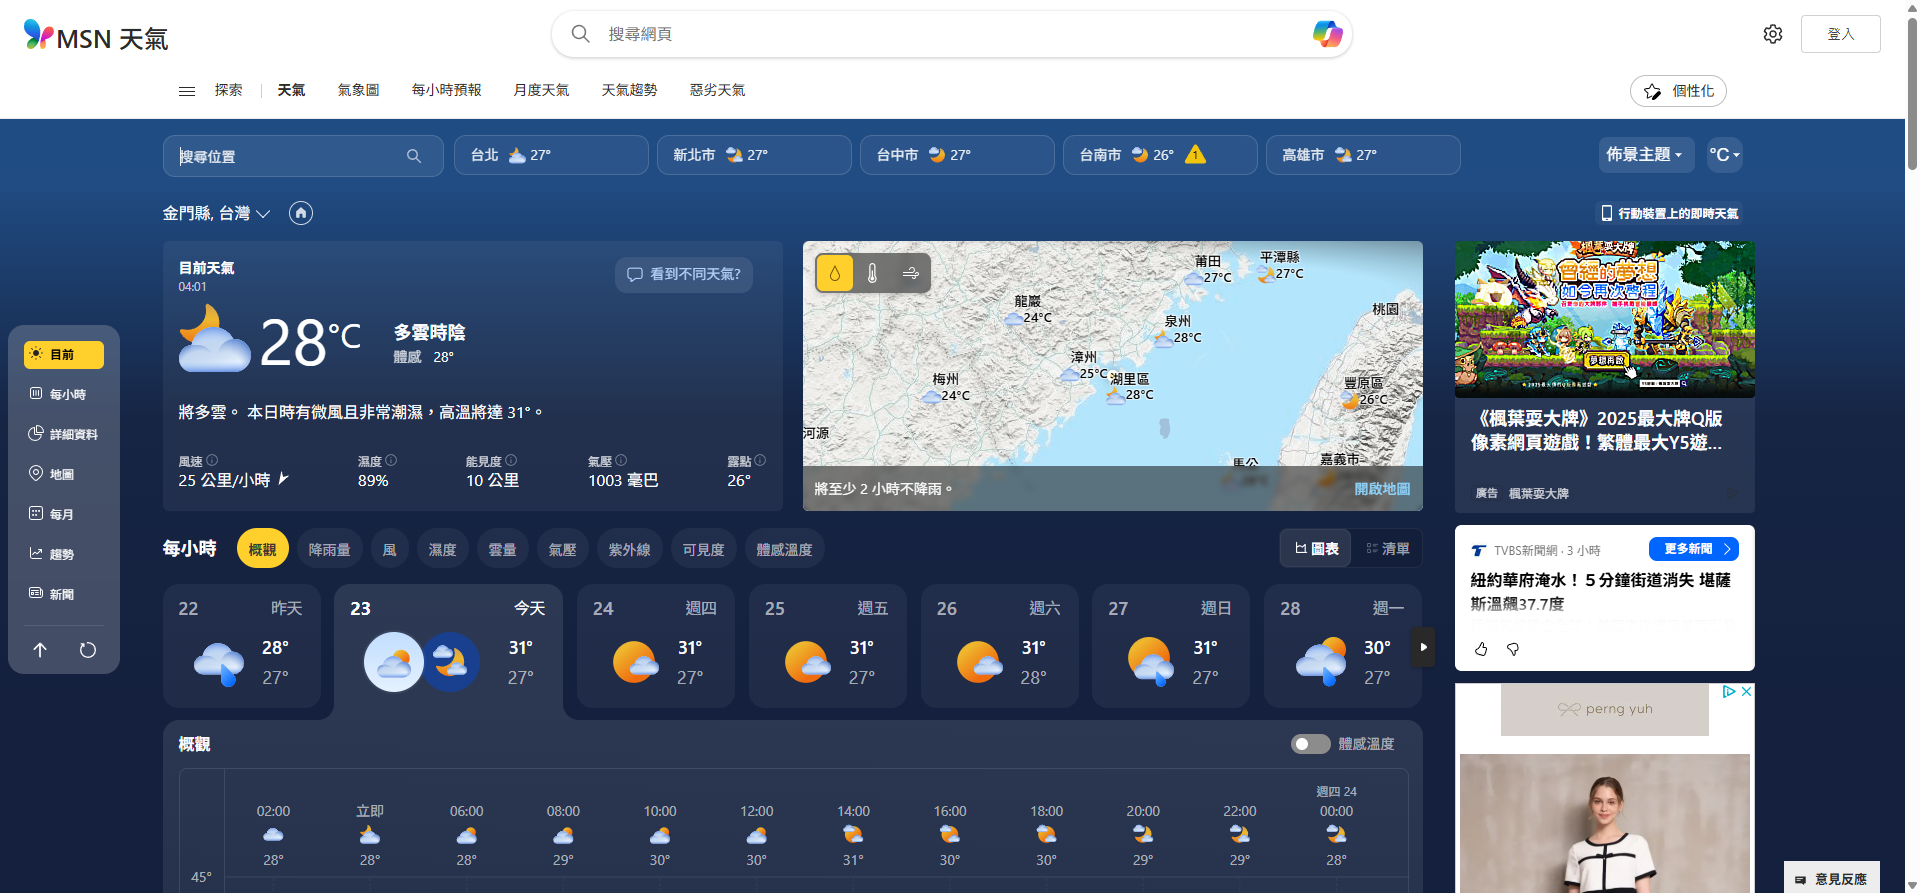 MSN 天氣
搜尋網頁
登入
探索
天氣
氣象圖
每小時預報
月度天氣
天氣趨勢
惡劣天氣
個性化
搜尋位置
台北 27°
新北市 27°
台中市 27°
台南市 26° 1
高雄市 27°
佈景主題
°C
金門縣, 台灣
行動裝置上的即時天氣
目前
每小時
詳細資料
地圖
每月
趨勢
新聞
目前天氣
04:01
看到不同天氣?
28°C
多雲時陰
體感 28°
將多雲。 本日時有微風且非常潮濕，高溫將達 31°。
風速
25 公里/小時
濕度
89%
能見度
10 公里
氣壓
1003 毫巴
露點
26°
莆田
27°C
平潭縣
27°C
龍巖
24°C
泉州
28°C
桃園
漳州
25°C
湖里區
28°C
梅州
24°C
豐原區
26°C
河源
馬公
嘉義市
將至少 2 小時不降雨。
開啟地圖
曾經的夢想
如今再次啓程
夢環再啟
《楓葉耍大牌》2025最大牌Q版
像素網頁遊戲！繁體最大Y5遊...
廣告 楓葉耍大牌
TVBS新聞網 · 3 小時
更多新聞
紐約華府淹水！５分鐘街道消失 堪薩
斯溫飆37.7度
perng yuh
每小時
概觀
降雨量
風
濕度
雲量
氣壓
紫外線
可見度
體感溫度
圖表
清單
22 昨天
28°
27°
23 今天
31°
27°
24 週四
31°
27°
25 週五
31°
27°
26 週六
31°
28°
27 週日
31°
27°
28 週一
30°
27°
概觀
體感溫度
週四 24
02:00 立即 06:00 08:00 10:00 12:00 14:00 16:00 18:00 20:00 22:00 00:00
28° 28° 28° 29° 30° 30° 31° 30° 30° 29° 29° 28°
45°
意見反應